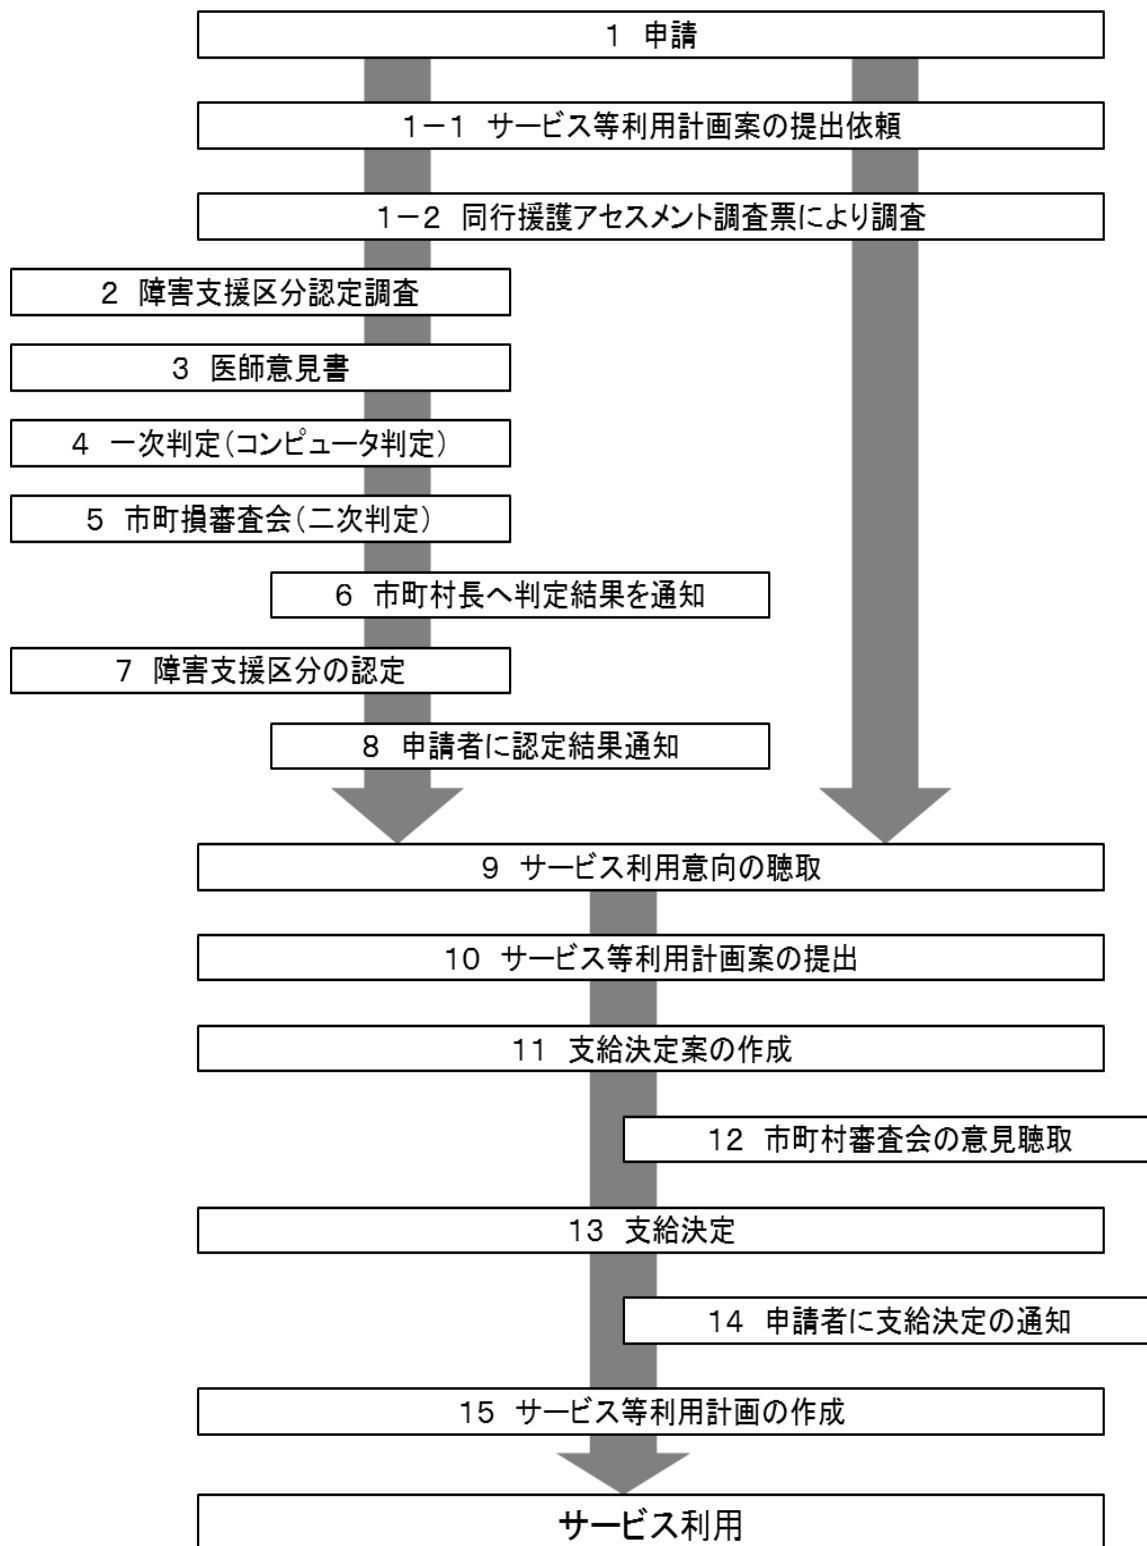 1 申請
1－1 サービス等利用計画案の提出依頼
1－2 同行援護アセスメント調査票により調査
2 障害支援区分認定調査
3 医師意見書
4 一次判定(コンピュータ判定)
5 市町損審査会(二次判定)
6 市町村長へ判定結果を通知
7 障害支援区分の認定
8 申請者に認定結果通知
9 サービス利用意向の聴取
10 サービス等利用計画案の提出
11 支給決定案の作成
12 市町村審査会の意見聴取
13 支給決定
14 申請者に支給決定の通知
15 サービス等利用計画の作成
サービス利用